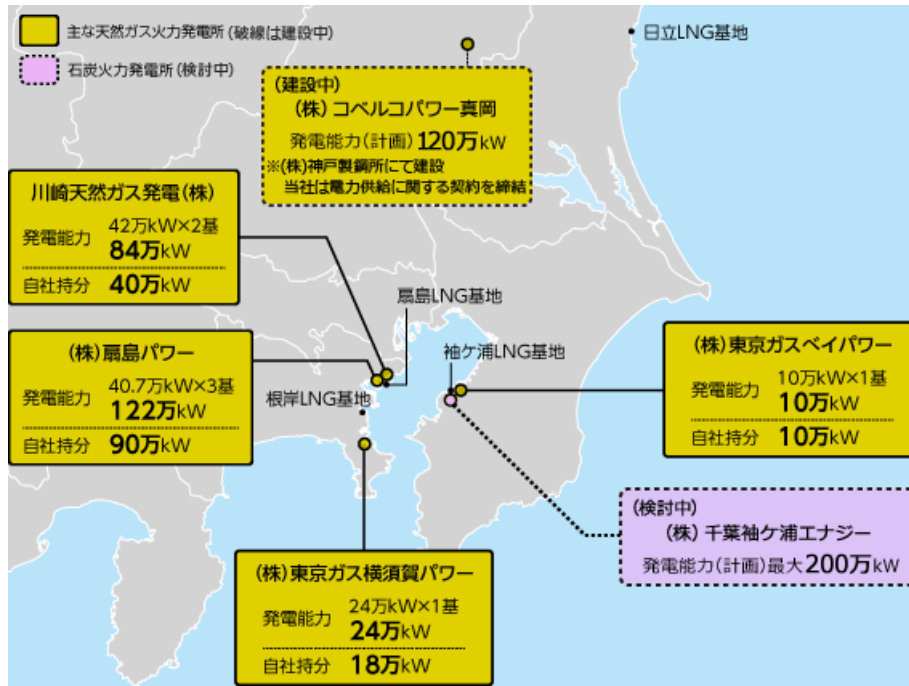 主な天然ガス火力発電所(破線は建設中)
石炭火力発電所(検討中)
日立LNG基地
(建設中)
(株)コベルコパワー真岡
発電能力(計画)120万kW
※(株)神戸製鋼所にて建設
当社は電力供給に関する契約を締結
川崎天然ガス発電(株)
発電能力 42万kW×2基
84万kW
自社持分 40万kW
扇島LNG基地
(株)扇島パワー
発電能力 40.7万kW×3基
122万kW
自社持分 90万kW
根岸LNG基地
袖ケ浦LNG基地
(株)東京ガスベイパワー
発電能力 10万kW×1基
10万kW
自社持分 10万kW
(検討中)
(株)千葉袖ケ浦エナジー
発電能力(計画)最大200万kW
(株)東京ガス横須賀パワー
発電能力 24万kW×1基
24万kW
自社持分 18万kW